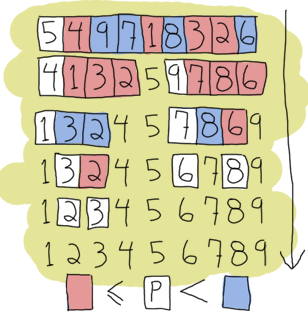 5 4 9 7 1 8 3 2 6
4 1 3 2 5 9 7 8 6
1 3 2 4 5 7 8 6 9
1 3 2 4 5 6 7 8 9
1 2 3 4 5 6 7 8 9
1 2 3 4 5 6 7 8 9
≤ P <